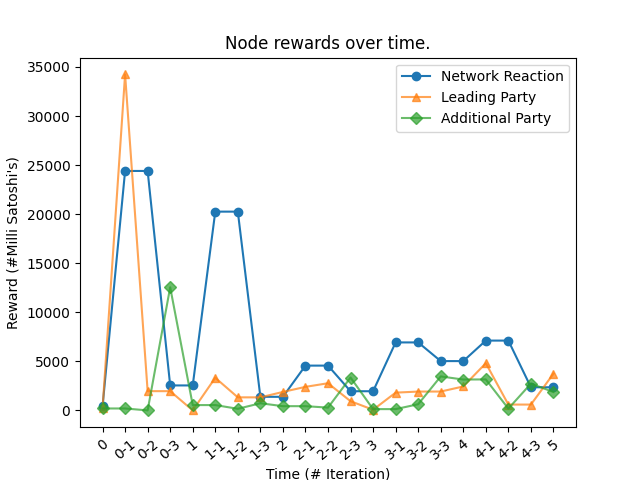 Node rewards over time.
Reward (#Milli Satoshi's)
35000
30000
25000
20000
15000
10000
5000
0
Network Reaction
Leading Party
Additional Party
0 0-1 0-2 0-3 1 1-1 1-2 1-3 2 2-1 2-2 2-3 3 3-1 3-2 3-3 4 4-1 4-2 4-3 5
Time (# Iteration)